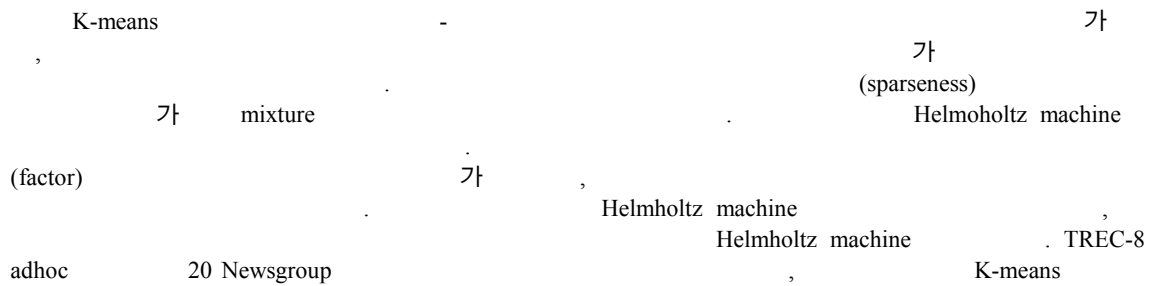 K-means - 가
, 가
. (sparseness)
가 mixture . Helmoholtz machine
.
(factor) 가 ,
. Helmholtz machine ,
Helmholtz machine . TREC-8
adhoc 20 Newsgroup , K-means